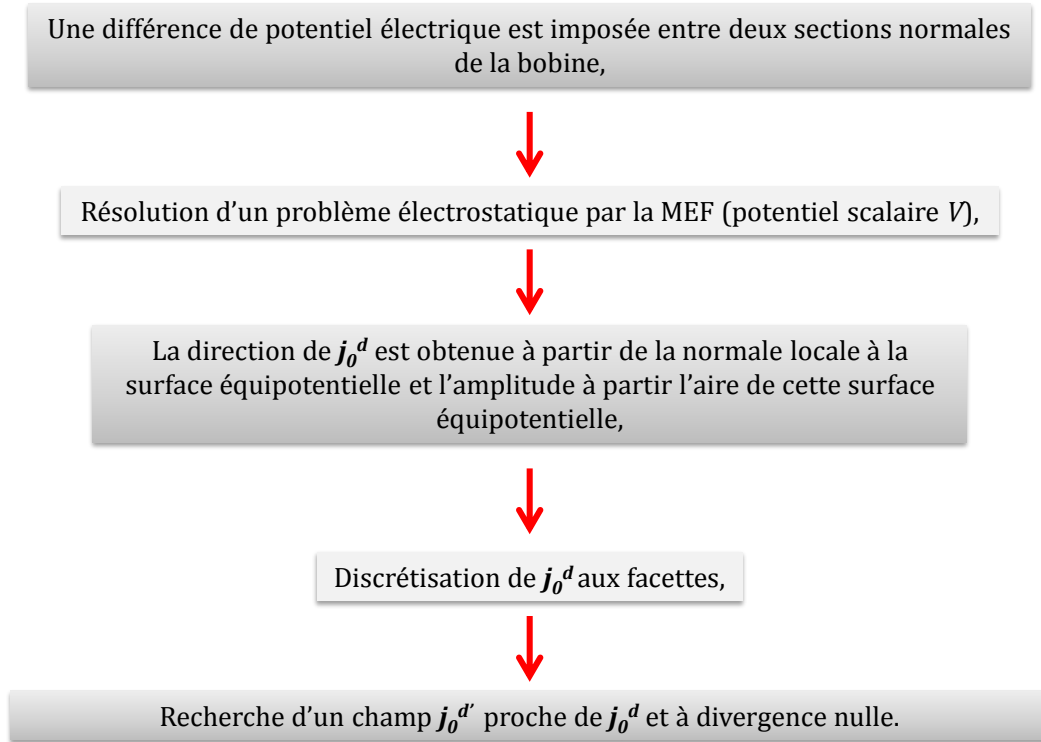 Une différence de potentiel électrique est imposée entre deux sections normales
de la bobine,
Résolution d'un problème électrostatique par la MEF (potentiel scalaire V),
La direction de j₀ᵈ est obtenue à partir de la normale locale à la
surface équipotentielle et l'amplitude à partir l'aire de cette surface
équipotentielle,
Discrétisation de j₀ᵈ aux facettes,
Recherche d'un champ j₀ᵈ′ proche de j₀ᵈ et à divergence nulle.